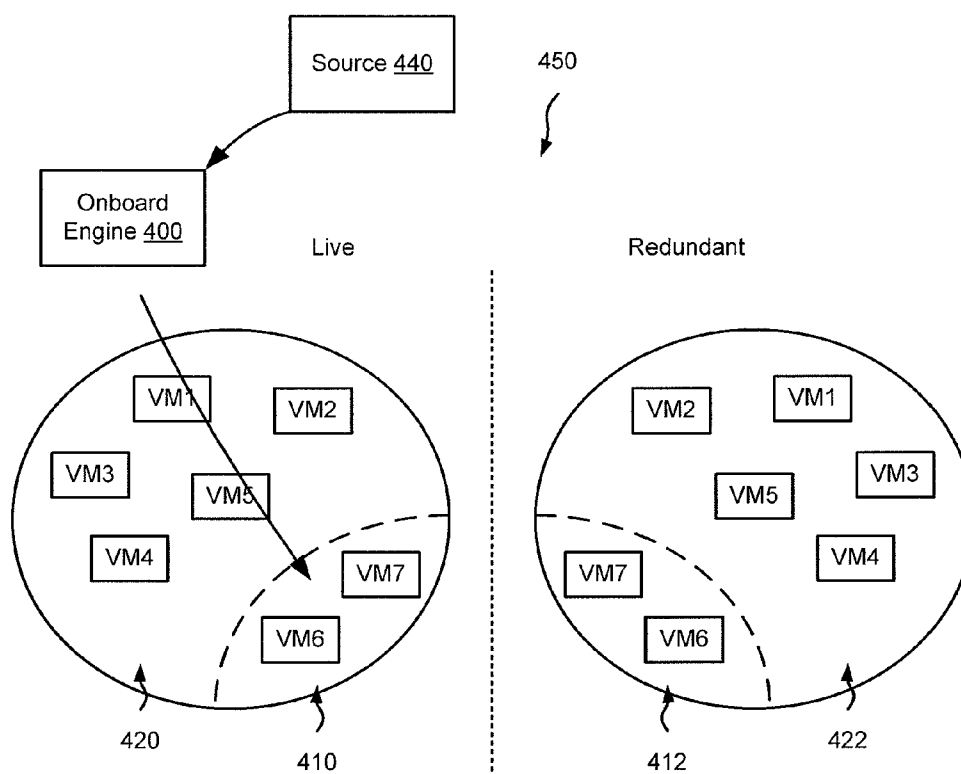 Source 440
450
Onboard
Engine 400
Live
Redundant
VM1
VM2
VM3
VM5
VM4
VM7
VM6
420
410
VM2
VM1
VM3
VM5
VM4
VM7
VM6
412
422